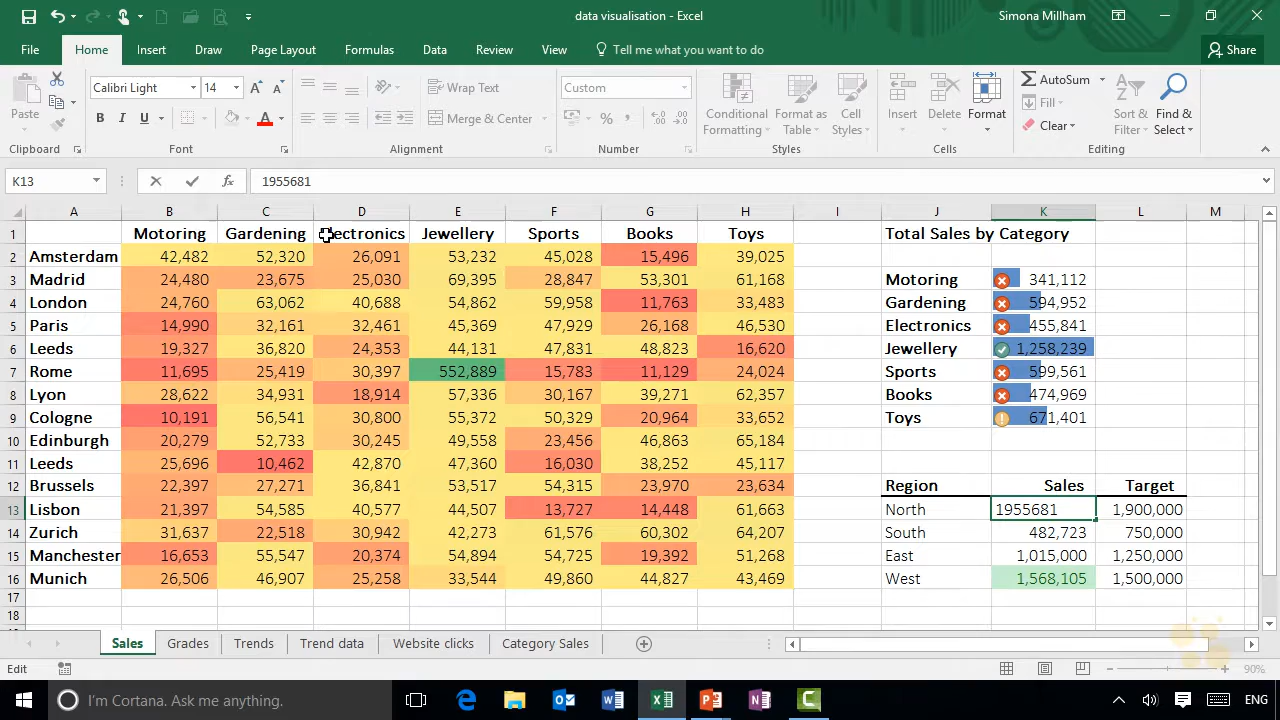 data visualisation - Excel
Simona Millham
File Home Insert Draw Page Layout Formulas Data Review View Tell me what you want to do Share
Paste
Calibri Light 14 A A
Wrap Text
Custom
Conditional Formatting Format as Table Cell Styles
Insert Delete Format
AutoSum
Sort & Filter Find & Select
B I U A
Merge & Center
%
Fill
Clear
Clipboard Font Alignment Number Styles Cells Editing
K13 fx 1955681
A B C D E F G H I J K L M
1 Motoring Gardening ectronics Jewellery Sports Books Toys Total Sales by Category
2 Amsterdam 42,482 52,320 26,091 53,232 45,028 15,496 39,025
3 Madrid 24,480 23,675 25,030 69,395 28,847 53,301 61,168 Motoring 341,112
4 London 24,760 63,062 40,688 54,862 59,958 11,763 33,483 Gardening 594,952
5 Paris 14,990 32,161 32,461 45,369 47,929 26,168 46,530 Electronics 455,841
6 Leeds 19,327 36,820 24,353 44,131 47,831 48,823 16,620 Jewellery 1,258,239
7 Rome 11,695 25,419 30,397 552,889 15,783 11,129 24,024 Sports 599,561
8 Lyon 28,622 34,931 18,914 57,336 30,167 39,271 62,357 Books 474,969
9 Cologne 10,191 56,541 30,800 55,372 50,329 20,964 33,652 Toys 671,401
10 Edinburgh 20,279 52,733 30,245 49,558 23,456 46,863 65,184
11 Leeds 25,696 10,462 42,870 47,360 16,030 38,252 45,117
12 Brussels 22,397 27,271 36,841 53,517 54,315 23,970 23,634 Region Sales Target
13 Lisbon 21,397 54,585 40,577 44,507 13,727 14,448 61,663 North 1955681 1,900,000
14 Zurich 31,637 22,518 30,942 42,273 61,576 60,302 64,207 South 482,723 750,000
15 Manchester 16,653 55,547 20,374 54,894 54,725 19,392 51,268 East 1,015,000 1,250,000
16 Munich 26,506 46,907 25,258 33,544 49,860 44,827 43,469 West 1,568,105 1,500,000
17
18
Sales Grades Trends Trend data Website clicks Category Sales
Edit 90%
I'm Cortana. Ask me anything. ENG